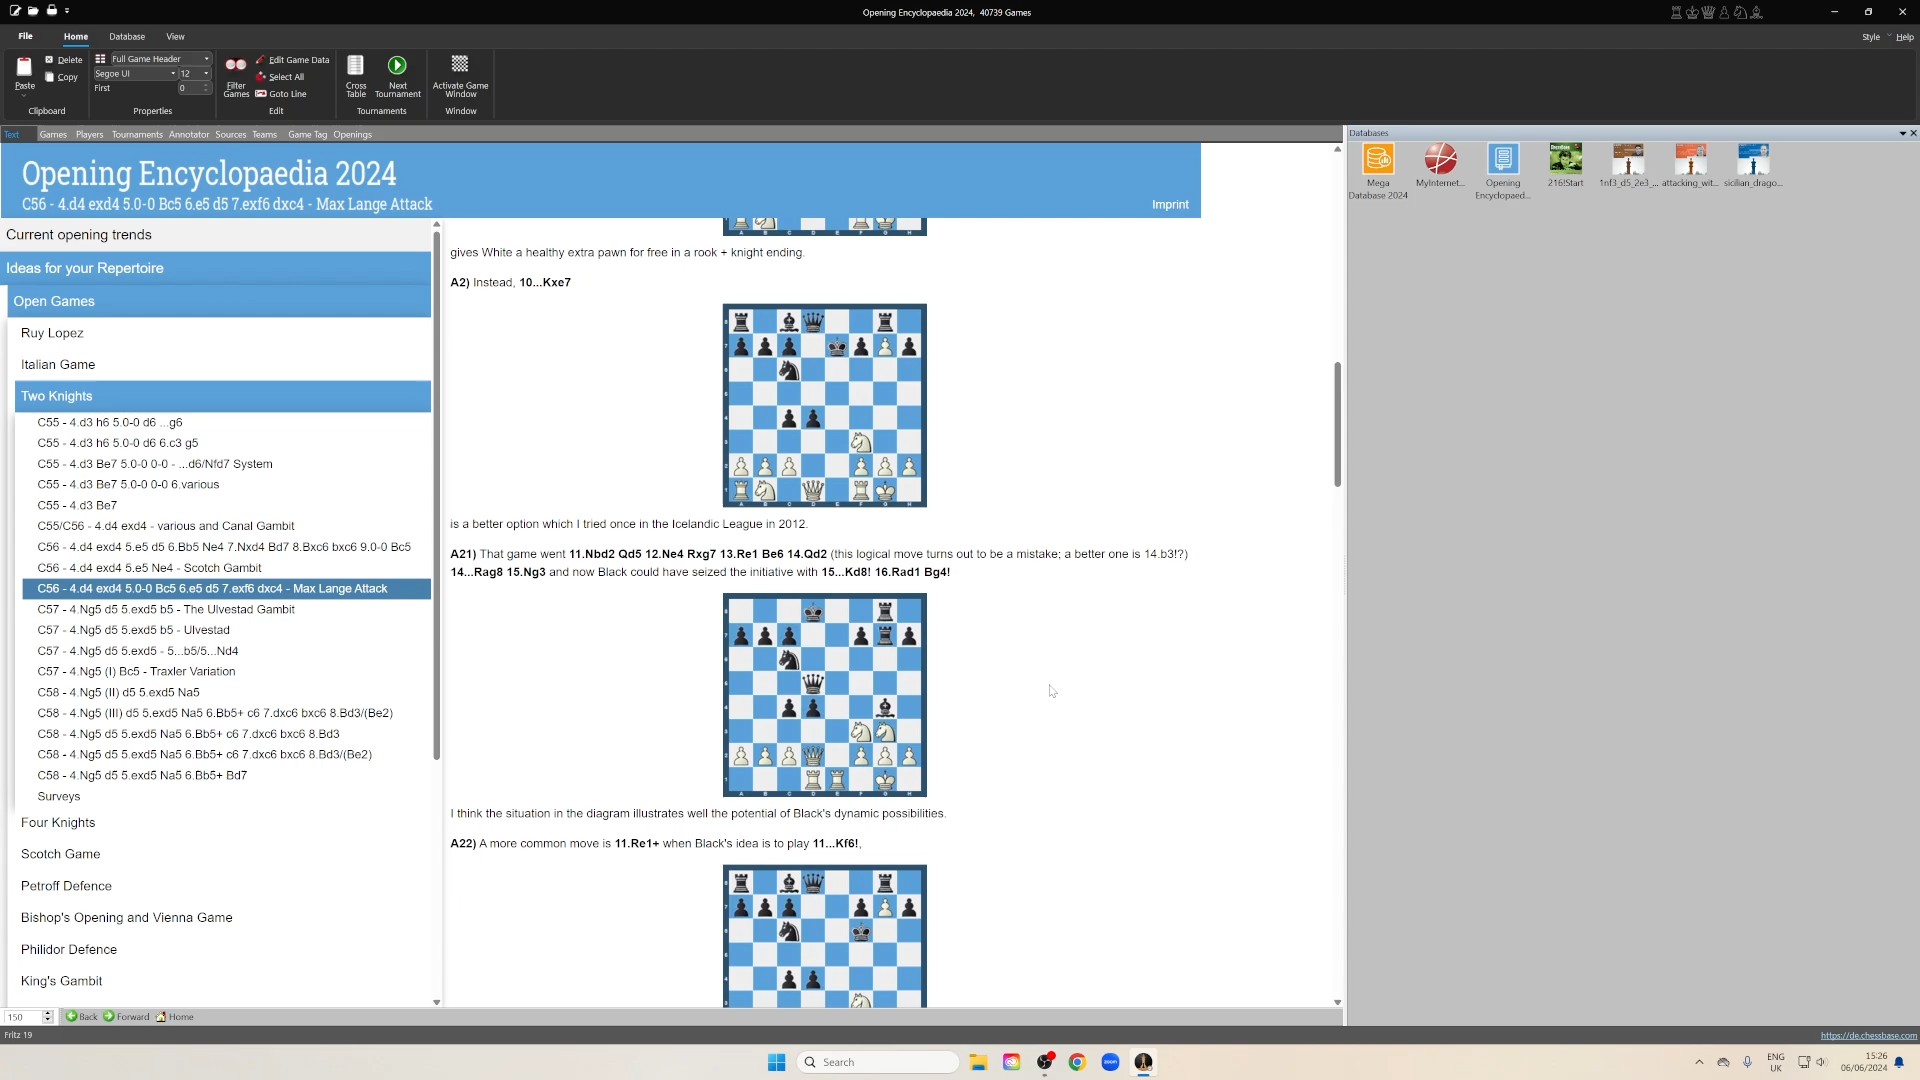 Opening Encyclopaedia 2024, 40739 Games
File Home Database View
Style Help
Paste Delete Copy Clipboard
Full Game Header
Segoe UI 12
First 0
Properties
Filter Games Edit Game Data
Select All
Goto Line
Edit
Cross Table Next Tournament
Tournaments
Activate Game Window
Window
Text Games Players Tournaments Annotator Sources Teams Game Tag Openings
Databases
Mega Database 2024
MyInternet...
Opening Encyclopaed...
216!Start
1nf3_d5_2e3_...
attacking_wit...
sicilian_drago...
Opening Encyclopaedia 2024
C56 - 4.d4 exd4 5.0-0 Bc5 6.e5 d5 7.exf6 dxc4 - Max Lange Attack
Imprint
Current opening trends
Ideas for your Repertoire
Open Games
Ruy Lopez
Italian Game
Two Knights
C55 - 4.d3 h6 5.0-0 d6 ...g6
C55 - 4.d3 h6 5.0-0 d6 6.c3 g5
C55 - 4.d3 Be7 5.0-0 0-0 - ...d6/Nfd7 System
C55 - 4.d3 Be7 5.0-0 0-0 6.various
C55 - 4.d3 Be7
C55/C56 - 4.d4 exd4 - various and Canal Gambit
C56 - 4.d4 exd4 5.e5 d5 6.Bb5 Ne4 7.Nxd4 Bd7 8.Bxc6 bxc6 9.0-0 Bc5
C56 - 4.d4 exd4 5.e5 Ne4 - Scotch Gambit
C56 - 4.d4 exd4 5.0-0 Bc5 6.e5 d5 7.exf6 dxc4 - Max Lange Attack
C57 - 4.Ng5 d5 5.exd5 b5 - The Ulvestad Gambit
C57 - 4.Ng5 d5 5.exd5 b5 - Ulvestad
C57 - 4.Ng5 d5 5.exd5 - 5...b5/5...Nd4
C57 - 4.Ng5 (I) Bc5 - Traxler Variation
C58 - 4.Ng5 (II) d5 5.exd5 Na5
C58 - 4.Ng5 (III) d5 5.exd5 Na5 6.Bb5+ c6 7.dxc6 bxc6 8.Bd3/(Be2)
C58 - 4.Ng5 d5 5.exd5 Na5 6.Bb5+ c6 7.dxc6 bxc6 8.Bd3
C58 - 4.Ng5 d5 5.exd5 Na5 6.Bb5+ c6 7.dxc6 bxc6 8.Bd3/(Be2)
C58 - 4.Ng5 d5 5.exd5 Na5 6.Bb5+ Bd7
Surveys
Four Knights
Scotch Game
Petroff Defence
Bishop's Opening and Vienna Game
Philidor Defence
King's Gambit
gives White a healthy extra pawn for free in a rook + knight ending.
A2) Instead, 10...Kxe7
is a better option which I tried once in the Icelandic League in 2012.
A21) That game went 11.Nbd2 Qd5 12.Ne4 Rxg7 13.Re1 Be6 14.Qd2 (this logical move turns out to be a mistake; a better one is 14.b3!?)
14...Rag8 15.Ng3 and now Black could have seized the initiative with 15...Kd8! 16.Rad1 Bg4!
I think the situation in the diagram illustrates well the potential of Black's dynamic possibilities.
A22) A more common move is 11.Re1+ when Black's idea is to play 11...Kf6!,
150 Back Forward Home
Fritz 19
https://de.chessbase.com
Search
zoom
ENG
UK
15:26
06/06/2024